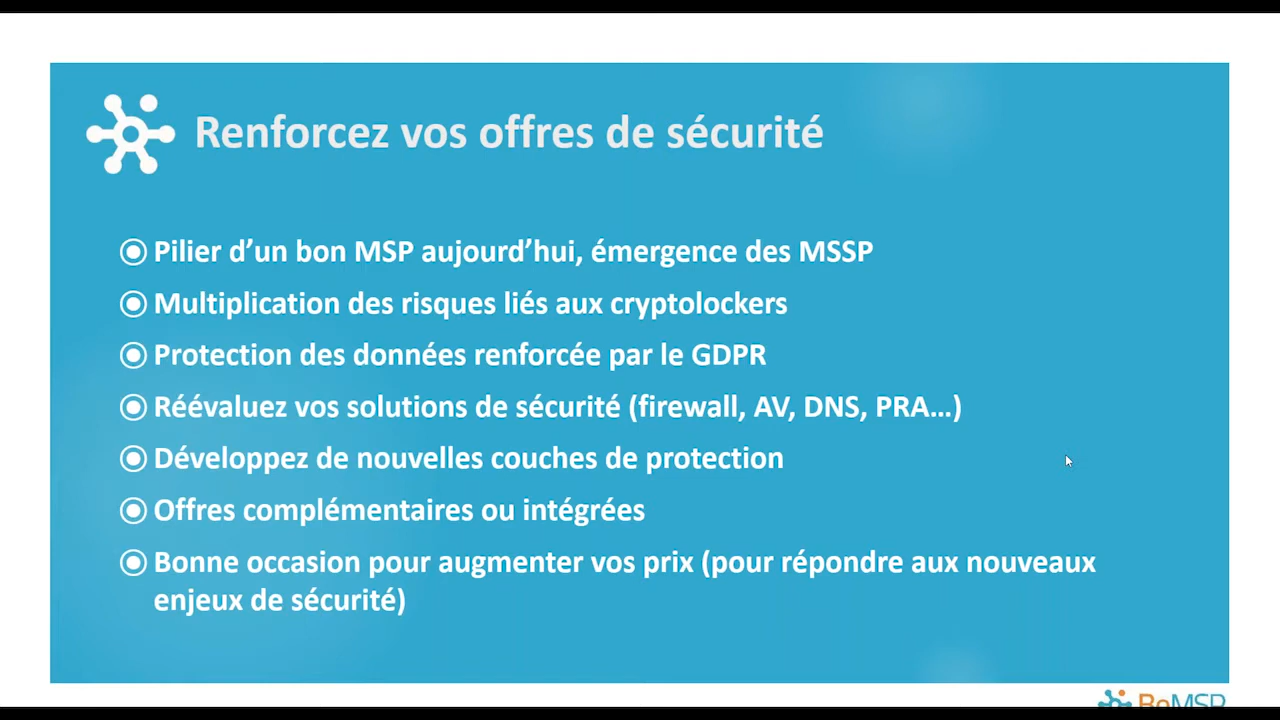 Renforcez vos offres de sécurité
Pilier d’un bon MSP aujourd’hui, émergence des MSSP
Multiplication des risques liés aux cryptolockers
Protection des données renforcée par le GDPR
Réévaluez vos solutions de sécurité (firewall, AV, DNS, PRA…)
Développez de nouvelles couches de protection
Offres complémentaires ou intégrées
Bonne occasion pour augmenter vos prix (pour répondre aux nouveaux
enjeux de sécurité)
BeMSP